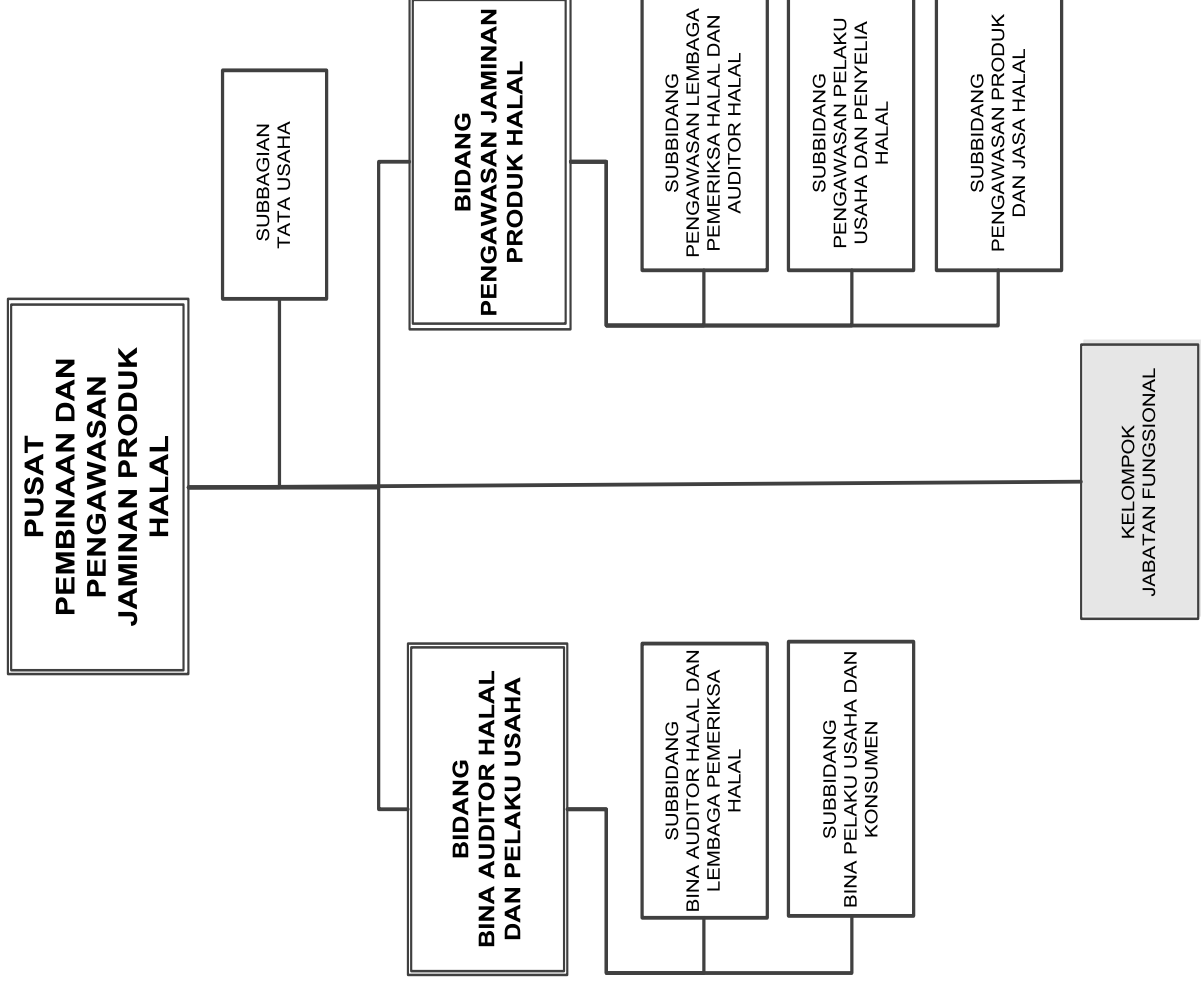 PUSAT
PEMBINAAN DAN
PENGAWASAN
JAMINAN PRODUK
HALAL
SUBBAGIAN
TATA USAHA
BIDANG
BINA AUDITOR HALAL
DAN PELAKU USAHA
BIDANG
PENGAWASAN JAMINAN
PRODUK HALAL
SUBBIDANG
BINA AUDITOR HALAL DAN
LEMBAGA PEMERIKSA
HALAL
SUBBIDANG
BINA PELAKU USAHA DAN
KONSUMEN
SUBBIDANG
PENGAWASAN LEMBAGA
PEMERIKSA HALAL DAN
AUDITOR HALAL
SUBBIDANG
PENGAWASAN PELAKU
USAHA DAN PENYELIA
HALAL
SUBBIDANG
PENGAWASAN PRODUK
DAN JASA HALAL
KELOMPOK
JABATAN FUNGSIONAL